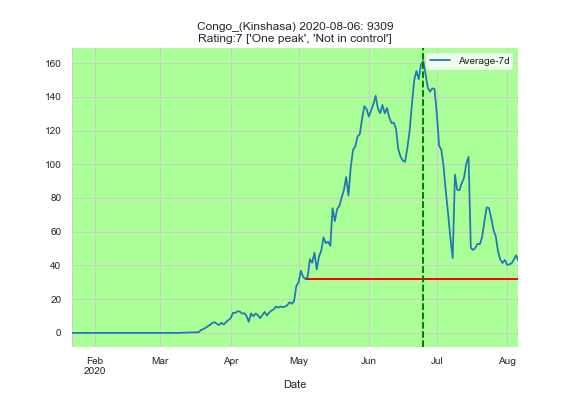 Congo_(Kinshasa) 2020-08-06: 9309
Rating:7 ['One peak', 'Not in control']
Average-7d
160
140
120
100
80
60
40
20
0
Feb
2020
Mar
Apr
May
Jun
Jul
Aug
Date